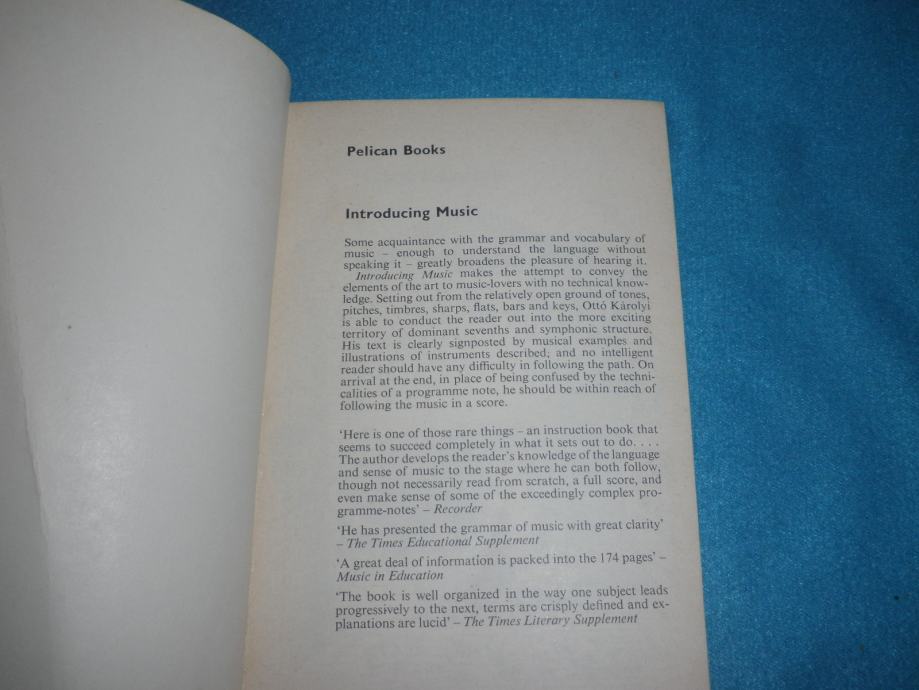 Pelican Books
Introducing Music
Some acquaintance with the grammar and vocabulary of
music – enough to understand the language without
speaking it – greatly broadens the pleasure of hearing it.
Introducing Music makes the attempt to convey the
elements of the art to music-lovers with no technical know-
ledge. Setting out from the relatively open ground of tones,
pitches, timbres, sharps, flats, bars and keys, Ottó Károlyi
is able to conduct the reader out into the more exciting
territory of dominant sevenths and symphonic structure.
His text is clearly signposted by musical examples and
illustrations of instruments described; and no intelligent
reader should have any difficulty in following the path. On
arrival at the end, in place of being confused by the techni-
calities of a programme note, he should be within reach of
following the music in a score.
‘Here is one of those rare things – an instruction book that
seems to succeed completely in what it sets out to do. . . .
The author develops the reader’s knowledge of the language
and sense of music to the stage where he can both follow,
though not necessarily read from scratch, a full score, and
even make sense of some of the exceedingly complex pro-
gramme-notes’ – Recorder
‘He has presented the grammar of music with great clarity’
– The Times Educational Supplement
‘A great deal of information is packed into the 174 pages’ –
Music in Education
‘The book is well organized in the way one subject leads
progressively to the next, terms are crisply defined and ex-
planations are lucid’ – The Times Literary Supplement